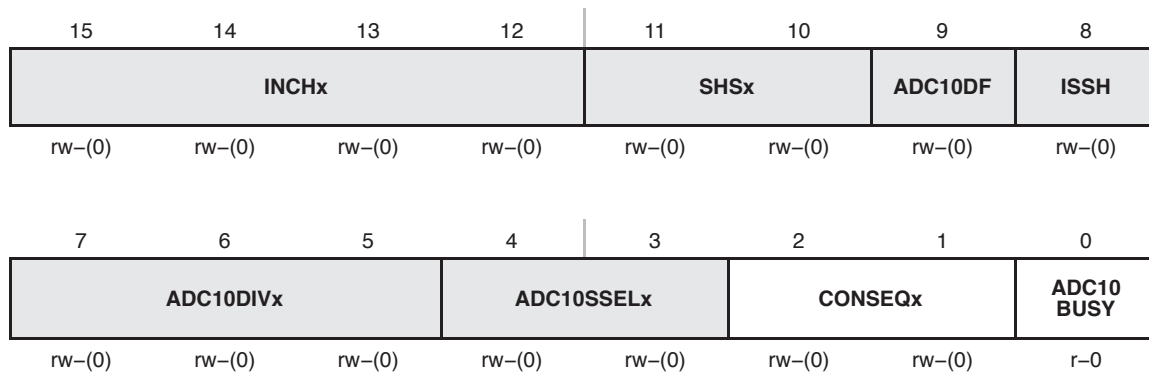 15 14 13 12 11 10 9 8
INCHx SHSx ADC10DF ISSH
rw−(0) rw−(0) rw−(0) rw−(0) rw−(0) rw−(0) rw−(0) rw−(0)
7 6 5 4 3 2 1 0
ADC10DIVx ADC10SSELx CONSEQx ADC10
BUSY
rw−(0) rw−(0) rw−(0) rw−(0) rw−(0) rw−(0) rw−(0) r−0